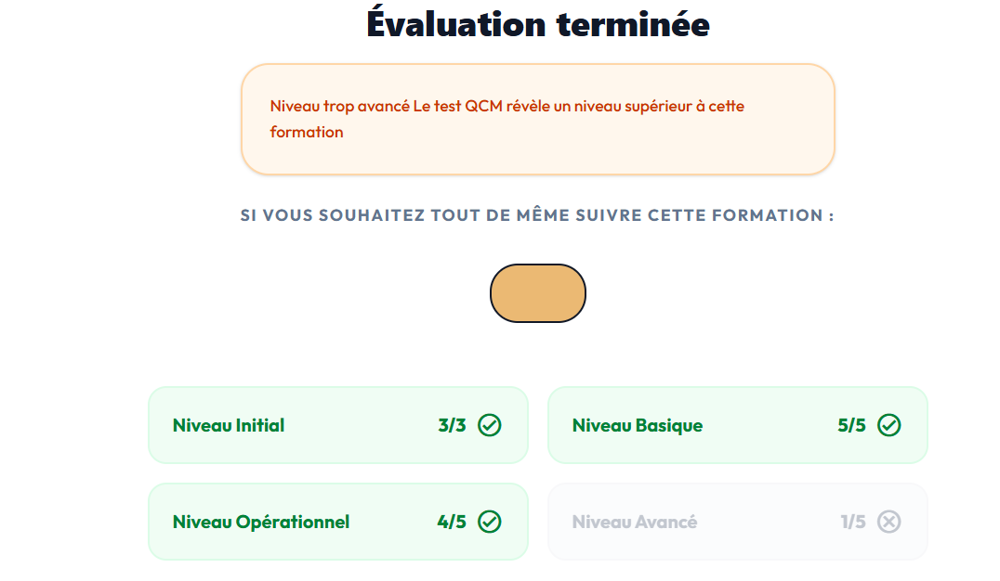 Évaluation terminée
Niveau trop avancé Le test QCM révèle un niveau supérieur à cette
formation
SI VOUS SOUHAITEZ TOUT DE MÊME SUIVRE CETTE FORMATION :
Niveau Initial 3/3
Niveau Basique 5/5
Niveau Opérationnel 4/5
Niveau Avancé 1/5